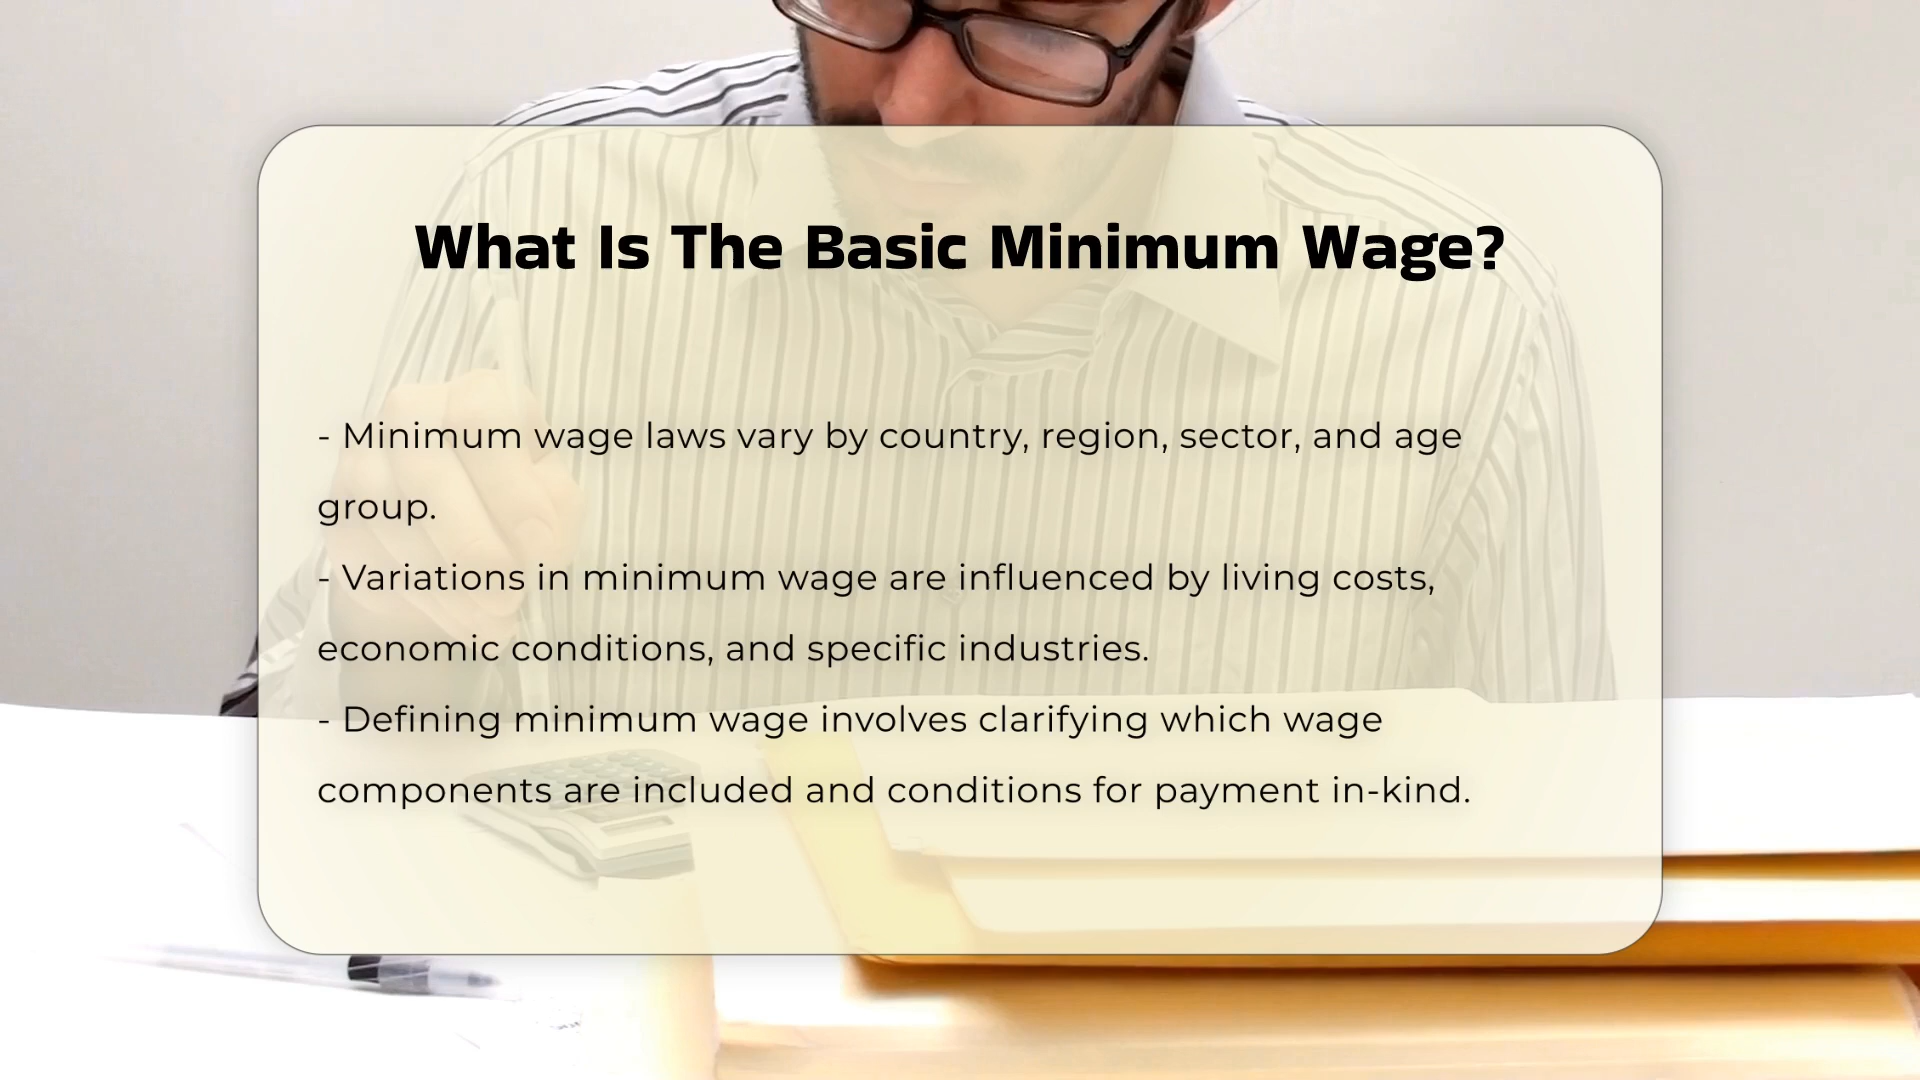 What Is The Basic Minimum Wage?
- Minimum wage laws vary by country, region, sector, and age
group.
- Variations in minimum wage are influenced by living costs,
economic conditions, and specific industries.
- Defining minimum wage involves clarifying which wage
components are included and conditions for payment in-kind.